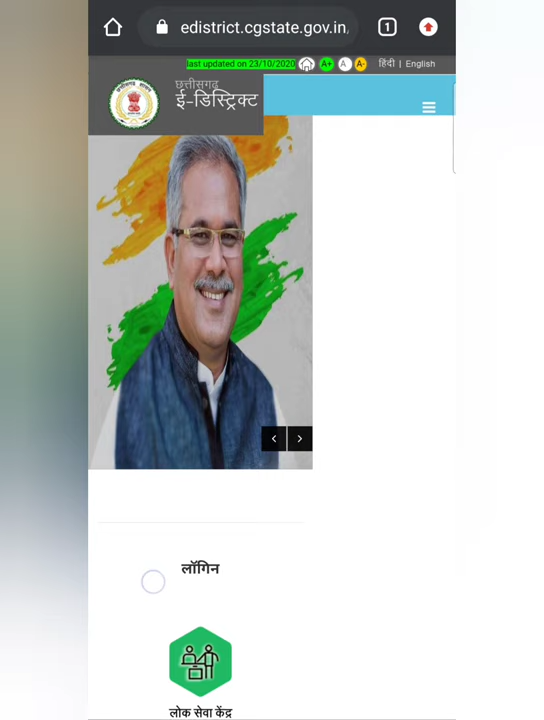 edistrict.cgstate.gov.in
1
last updated on 23/10/2020 A+ A A- हिंदी | English
छत्तीसगढ़
ई-डिस्ट्रिक्ट
लॉगिन
लोक सेवा केंद्र